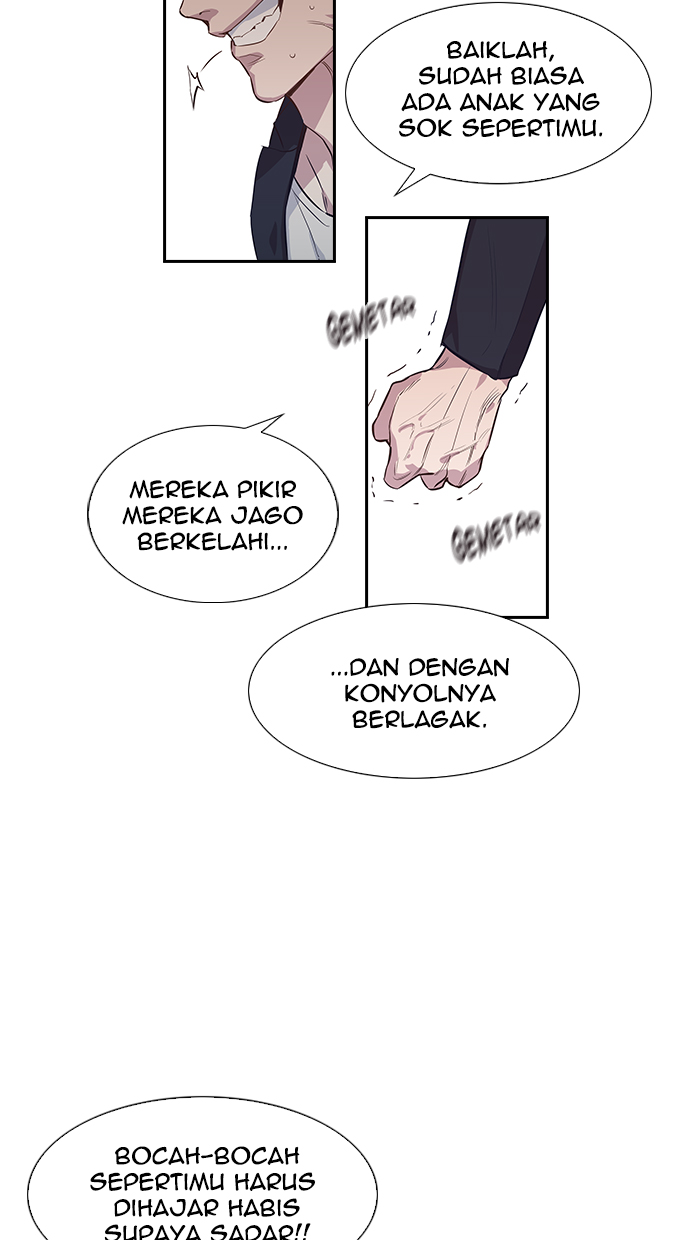 BAIKLAH,
SUDAH BIASA
ADA ANAK YANG
SOK SEPERTIMU.
GEMETAR
MEREKA PIKIR
MEREKA JAGO
BERKELAHI...
GEMETAR
...DAN DENGAN
KONYOLNYA
BERLAGAK.
BOCAH-BOCAH
SEPERTIMU HARUS
DIHAJAR HABIS
SUPAYA SADAR!!